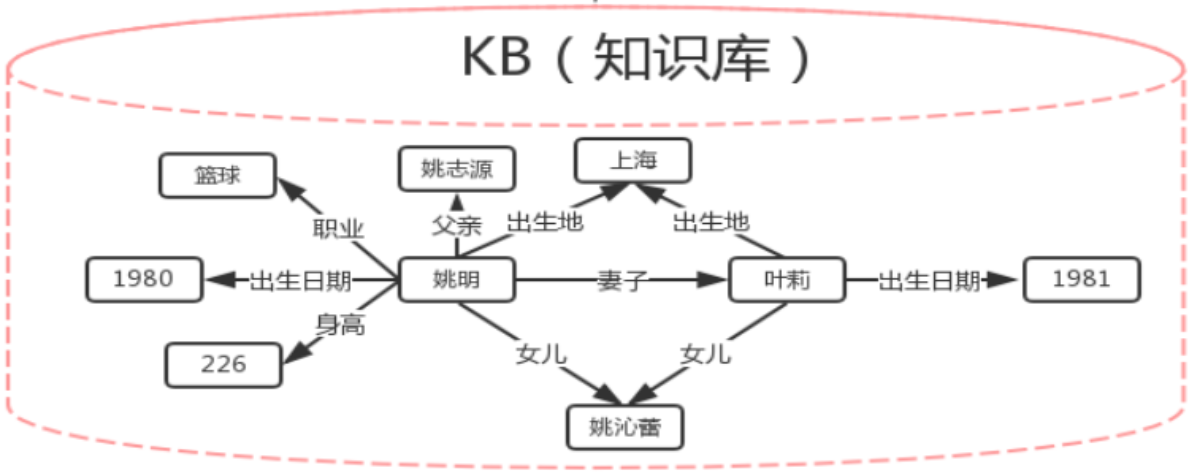 KB（知识库）
上海
姚志源
篮球
父亲
出生地
出生地
职业
1980
出生日期
姚明
妻子
叶莉
出生日期
1981
身高
女儿
女儿
226
姚沁蕾